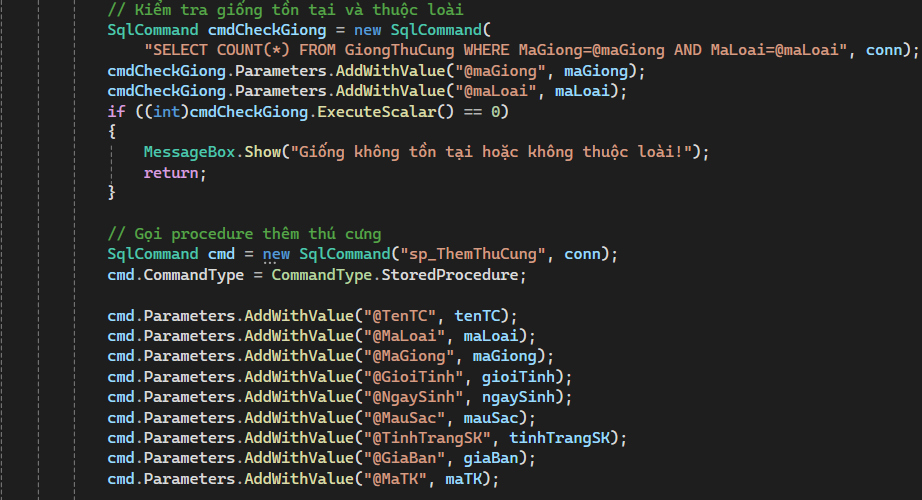 // Kiểm tra giống tồn tại và thuộc loài
SqlCommand cmdCheckGiong = new SqlCommand(
"SELECT COUNT(*) FROM GiongThuCung WHERE MaGiong=@maGiong AND MaLoai=@maLoai", conn);
cmdCheckGiong.Parameters.AddWithValue("@maGiong", maGiong);
cmdCheckGiong.Parameters.AddWithValue("@maLoai", maLoai);
if ((int)cmdCheckGiong.ExecuteScalar() == 0)
{
MessageBox.Show("Giống không tồn tại hoặc không thuộc loài!");
return;
}
// Gọi procedure thêm thú cưng
SqlCommand cmd = new SqlCommand("sp_ThemThuCung", conn);
cmd.CommandType = CommandType.StoredProcedure;
cmd.Parameters.AddWithValue("@TenTC", tenTC);
cmd.Parameters.AddWithValue("@MaLoai", maLoai);
cmd.Parameters.AddWithValue("@MaGiong", maGiong);
cmd.Parameters.AddWithValue("@GioiTinh", gioiTinh);
cmd.Parameters.AddWithValue("@NgaySinh", ngaySinh);
cmd.Parameters.AddWithValue("@MauSac", mauSac);
cmd.Parameters.AddWithValue("@TinhTrangSK", tinhTrangSK);
cmd.Parameters.AddWithValue("@GiaBan", giaBan);
cmd.Parameters.AddWithValue("@MaTK", maTK);